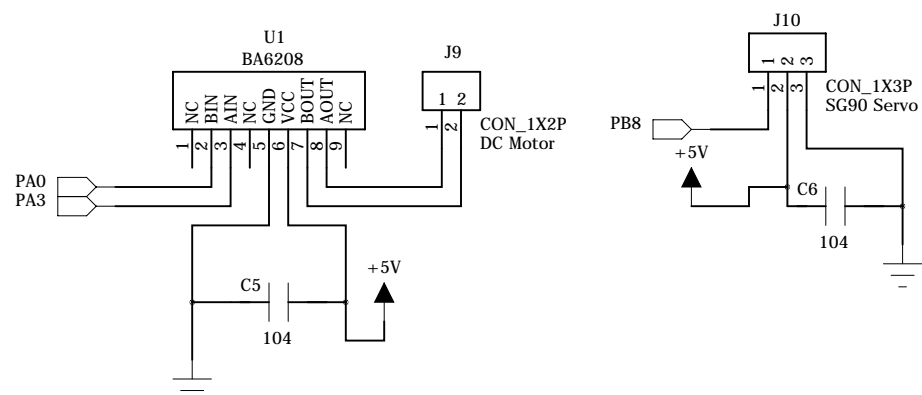 U1
BA6208
NC
BIN
AIN
NC
GND
VCC
BOUT
AOUT
NC
1
2
3
4
5
6
7
8
9
PA0
PA3
J9
1 2
1
2
CON_1X2P
DC Motor
C5
104
+5V
J10
1
2
3
1
2
3
CON_1X3P
SG90 Servo
PB8
+5V
C6
104